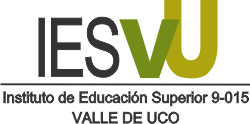 IESVU
Instituto de Educación Superior 9-015
VALLE DE UCO